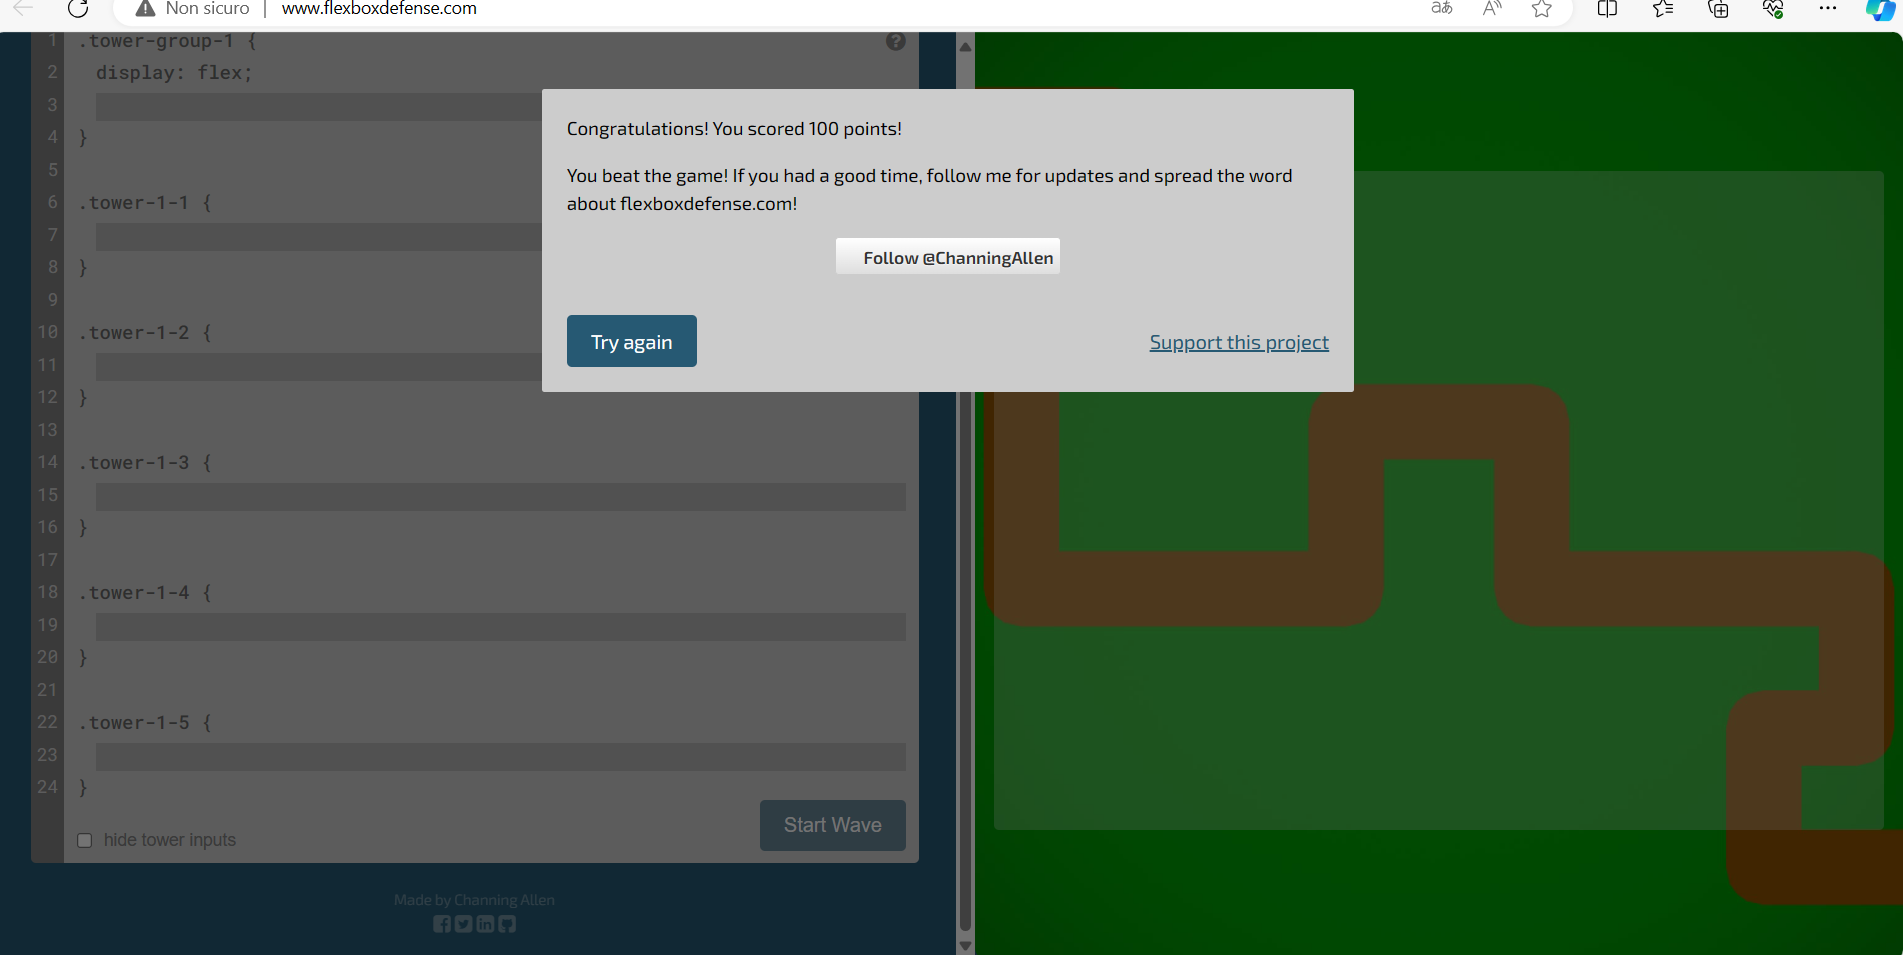 Non sicuro | www.flexboxdefense.com
1 .tower-group-1 {
2 display: flex;
3
4 }
5
6 .tower-1-1 {
7
8 }
9
10 .tower-1-2 {
11
12 }
13
14 .tower-1-3 {
15
16 }
17
18 .tower-1-4 {
19
20 }
21
22 .tower-1-5 {
23
24 }
hide tower inputs
Start Wave
Made by Channing Allen
Congratulations! You scored 100 points!
You beat the game! If you had a good time, follow me for updates and spread the word
about flexboxdefense.com!
Follow @ChanningAllen
Try again
Support this project